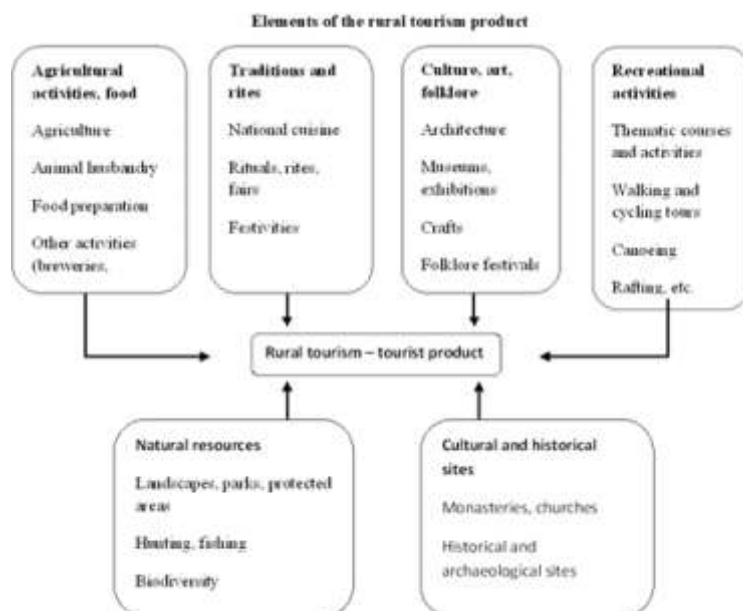 Elements of the rural tourism product
Agricultural
activities, food
Agriculture
Animal husbandry
Food preparation
Other activities
(breweries,
Traditions and
rites
National cuisine
Rituals, rites,
fairs
Festivities
Culture, art,
folklore
Architecture
Museums,
exhibitions
Crafts
Folklore festivals
Recreational
activities
Thematic courses
and activities
Walking and
cycling tours
Canoeing
Rafting, etc.
Rural tourism – tourist product
Natural resources
Landscapes, parks, protected
areas
Hunting, fishing
Biodiversity
Cultural and historical
sites
Monasteries, churches
Historical and
archaeological sites